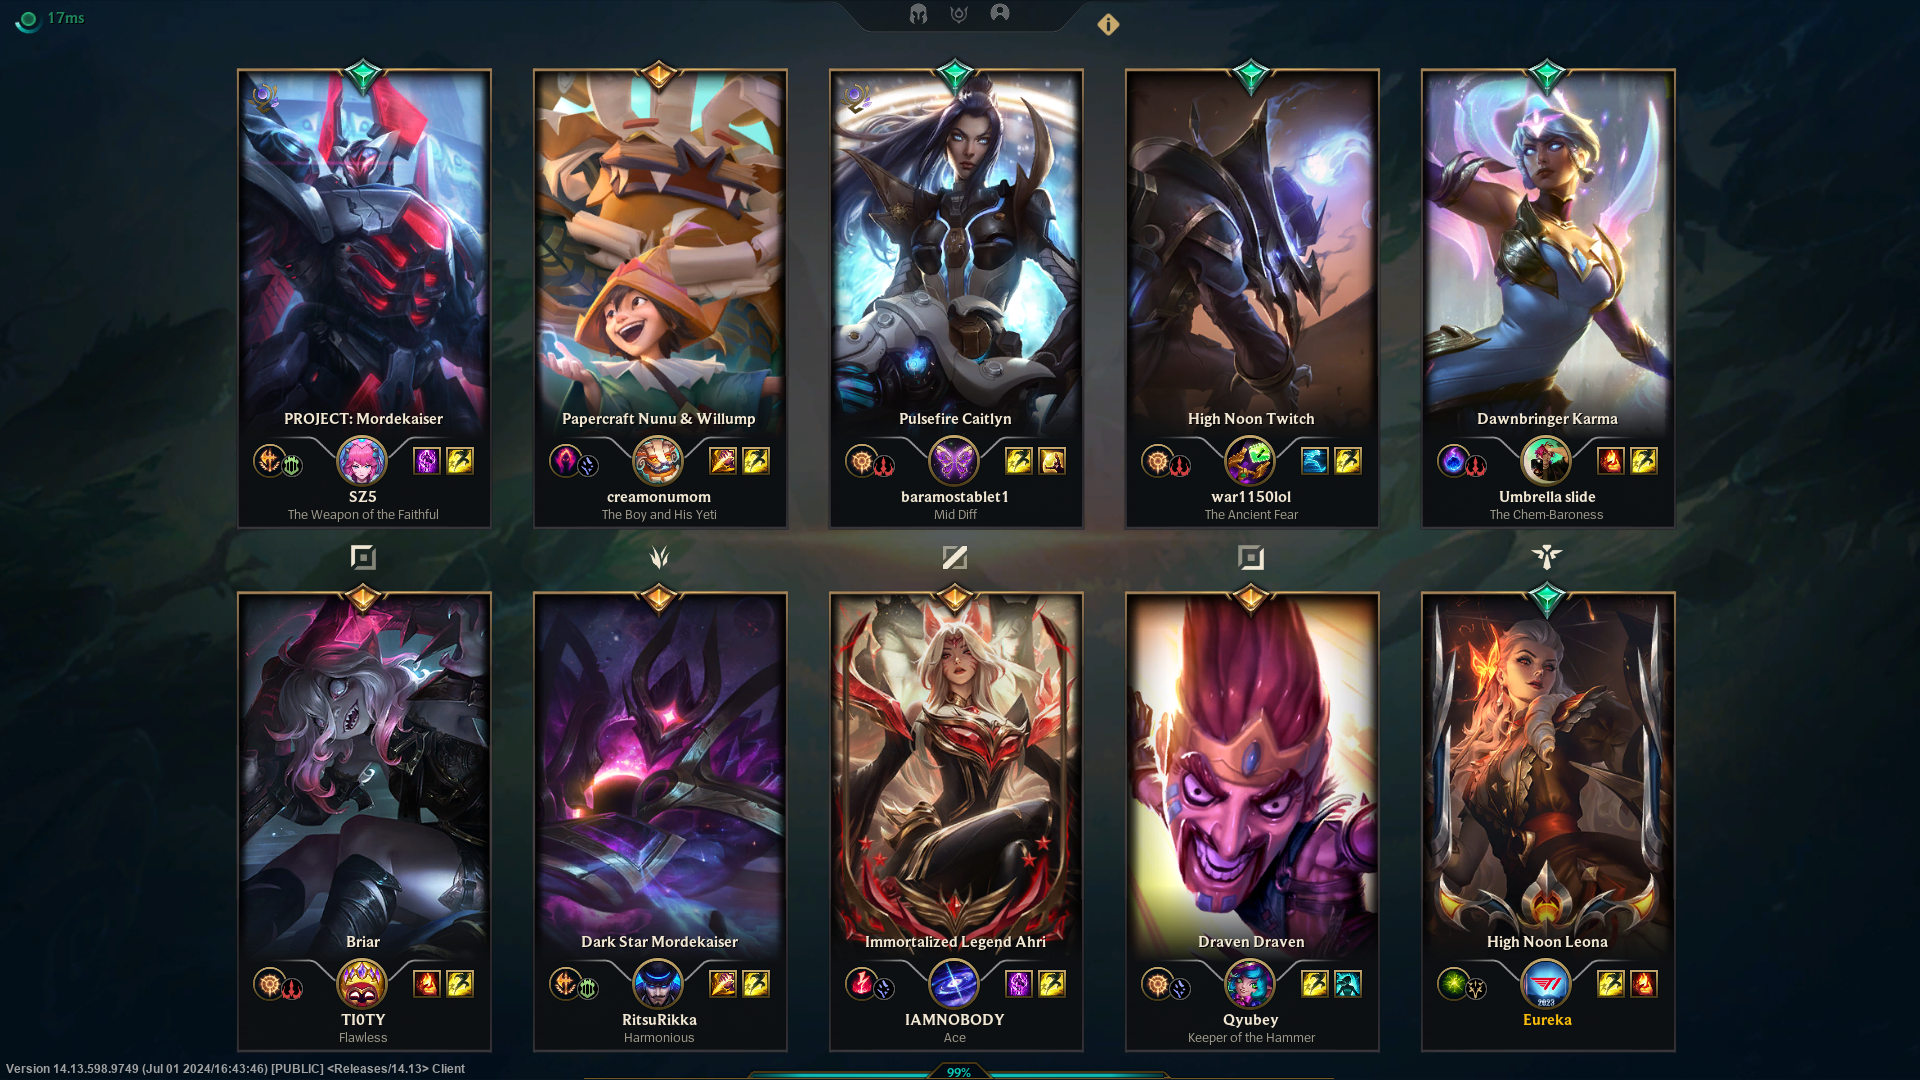 17ms
PROJECT: Mordekaiser
SZ5
The Weapon of the Faithful
Papercraft Nunu & Willump
creamonumom
The Boy and His Yeti
Pulsefire Caitlyn
baramostablet1
Mid Diff
High Noon Twitch
war1150lol
The Ancient Fear
Dawnbringer Karma
Umbrella slide
The Chem-Baroness
Briar
TI0TY
Flawless
Dark Star Mordekaiser
RitsuRikka
Harmonious
Immortalized Legend Ahri
IAMNOBODY
Ace
Draven Draven
Qyubey
Keeper of the Hammer
High Noon Leona
2023
Eureka
Version 14.13.598.9749 (Jul 01 2024/16:43:46) [PUBLIC] <Releases/14.13> Client
99%